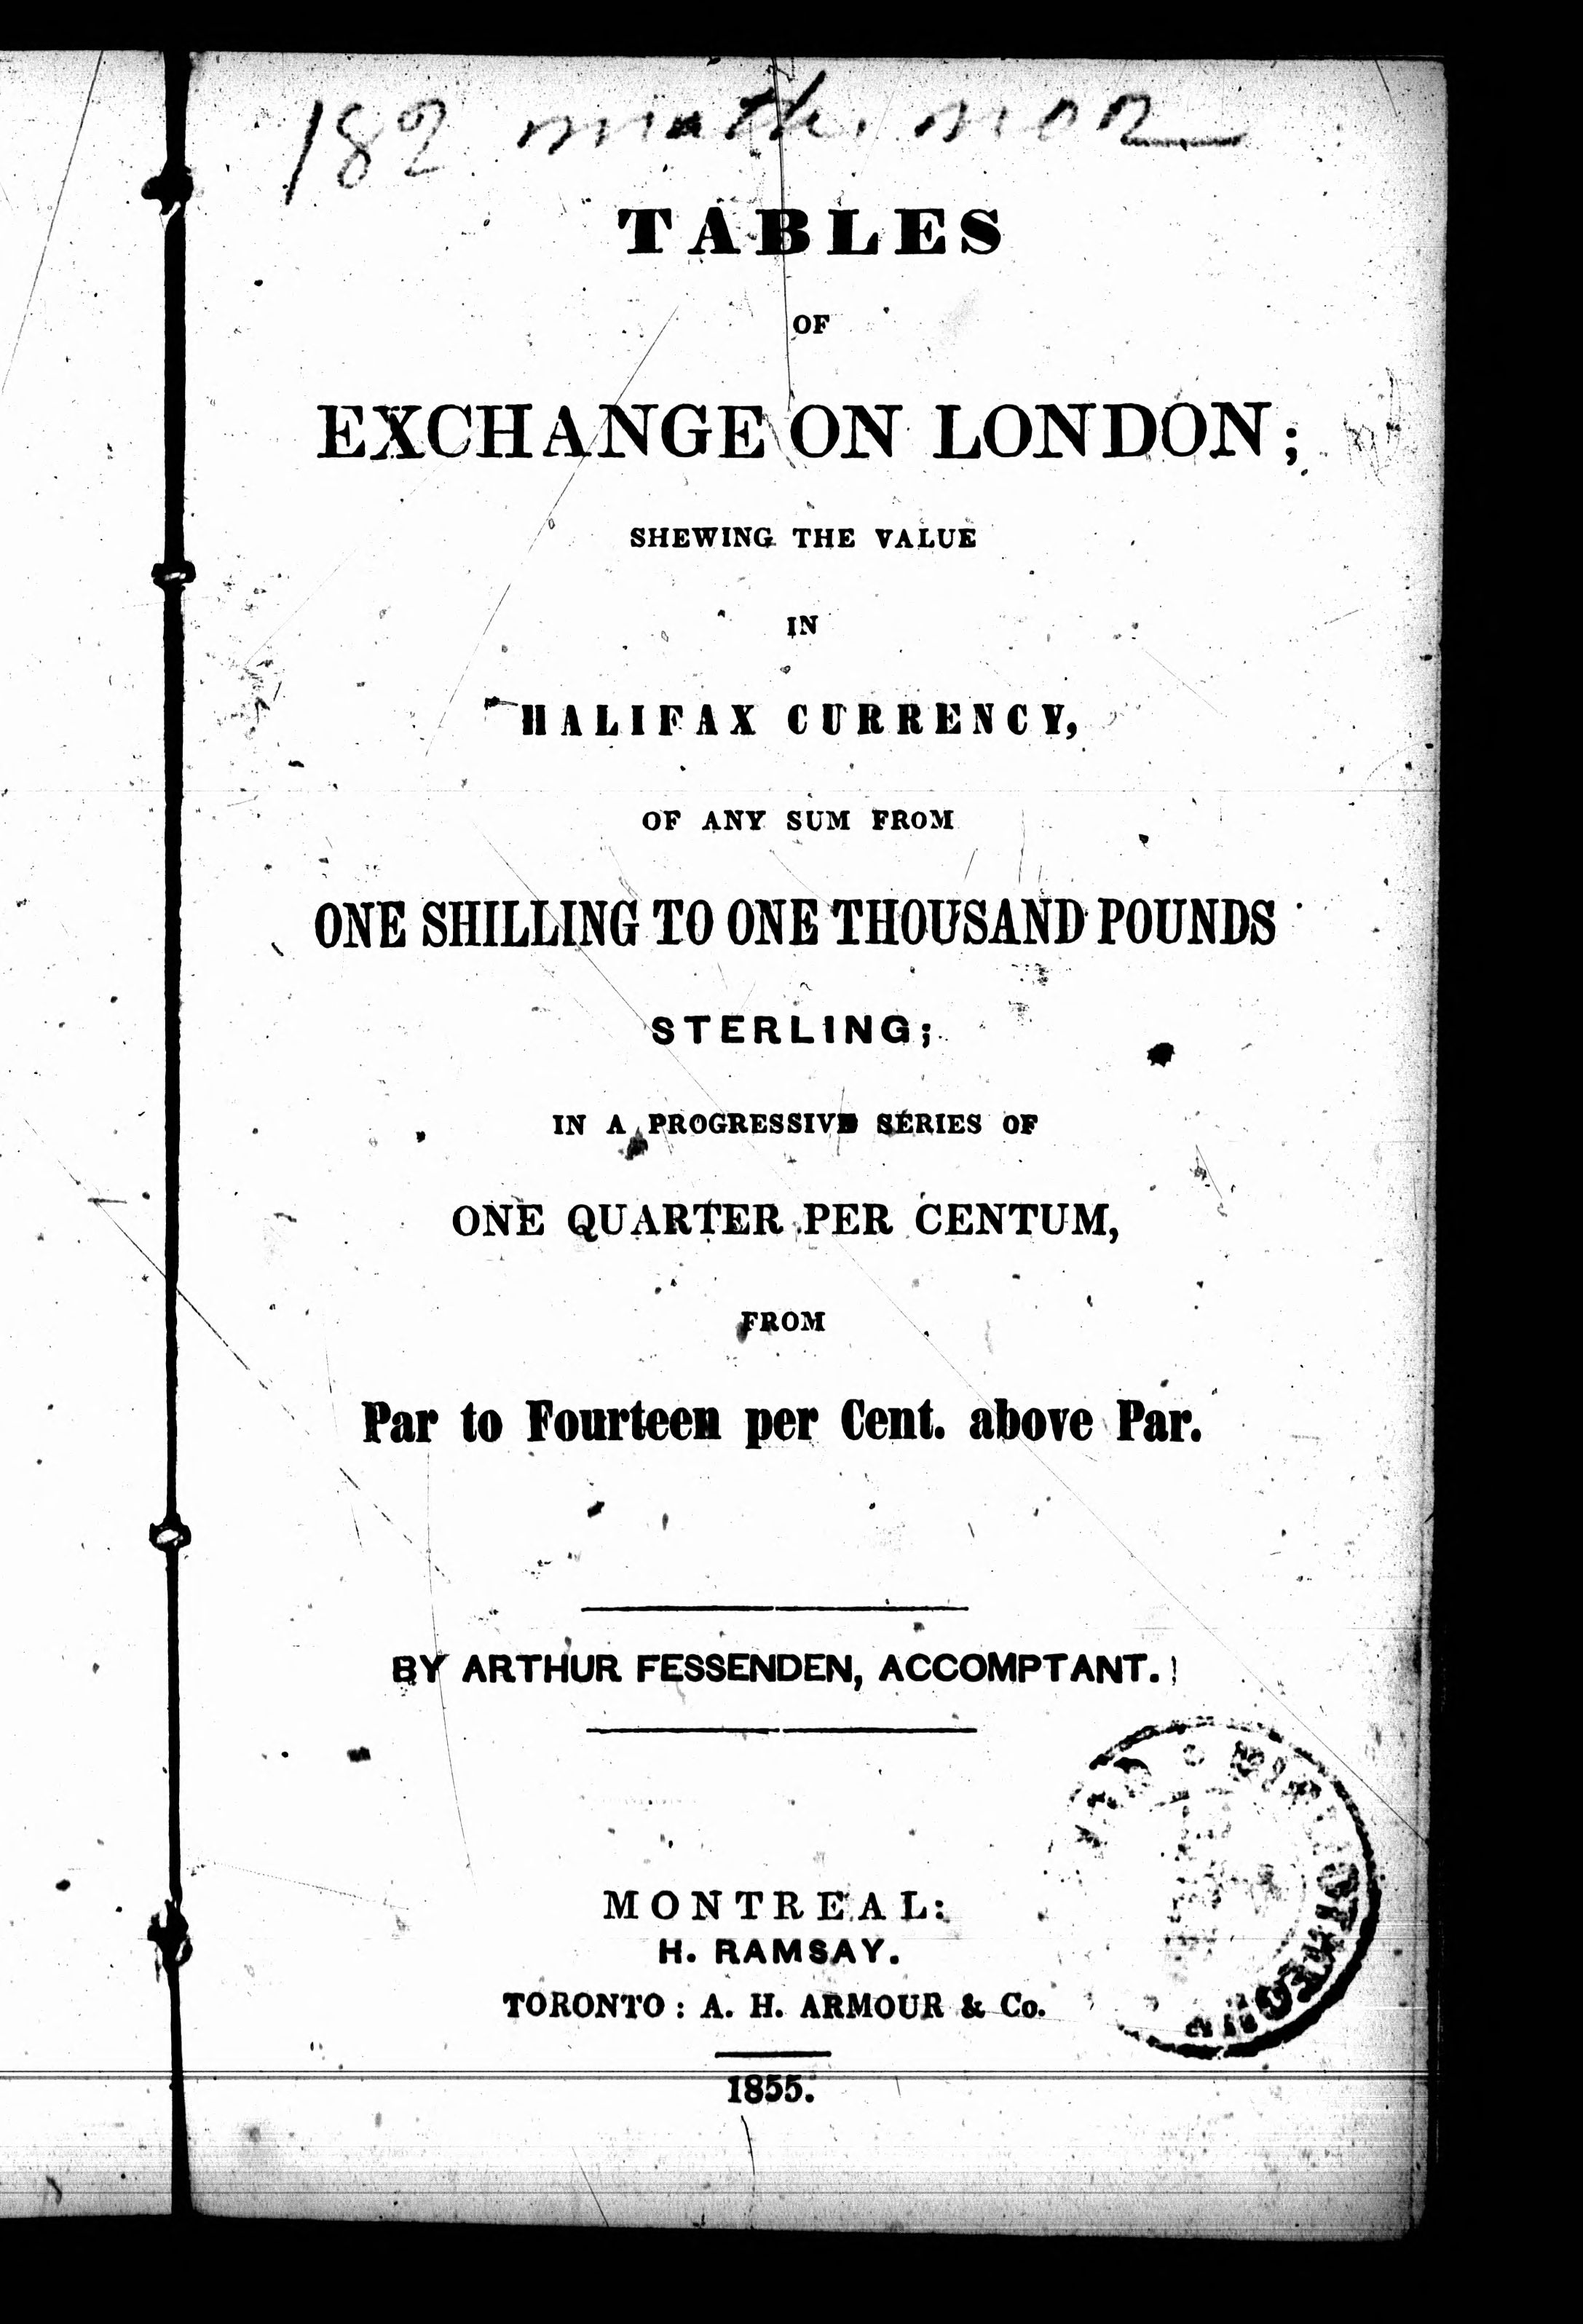 182
TABLES
OF
EXCHANGE ON LONDON;
SHEWING THE VALUE
IN
HALIFAX CURRENCY,
OF ANY SUM FROM
ONE SHILLING TO ONE THOUSAND POUNDS
STERLING;
IN A PROGRESSIVE SERIES OF
ONE QUARTER PER CENTUM,
FROM
Par to Fourteen per Cent. above Par.
BY ARTHUR FESSENDEN, ACCOMPTANT.
MONTREAL:
H. RAMSAY.
TORONTO: A. H. ARMOUR & Co.
1855.